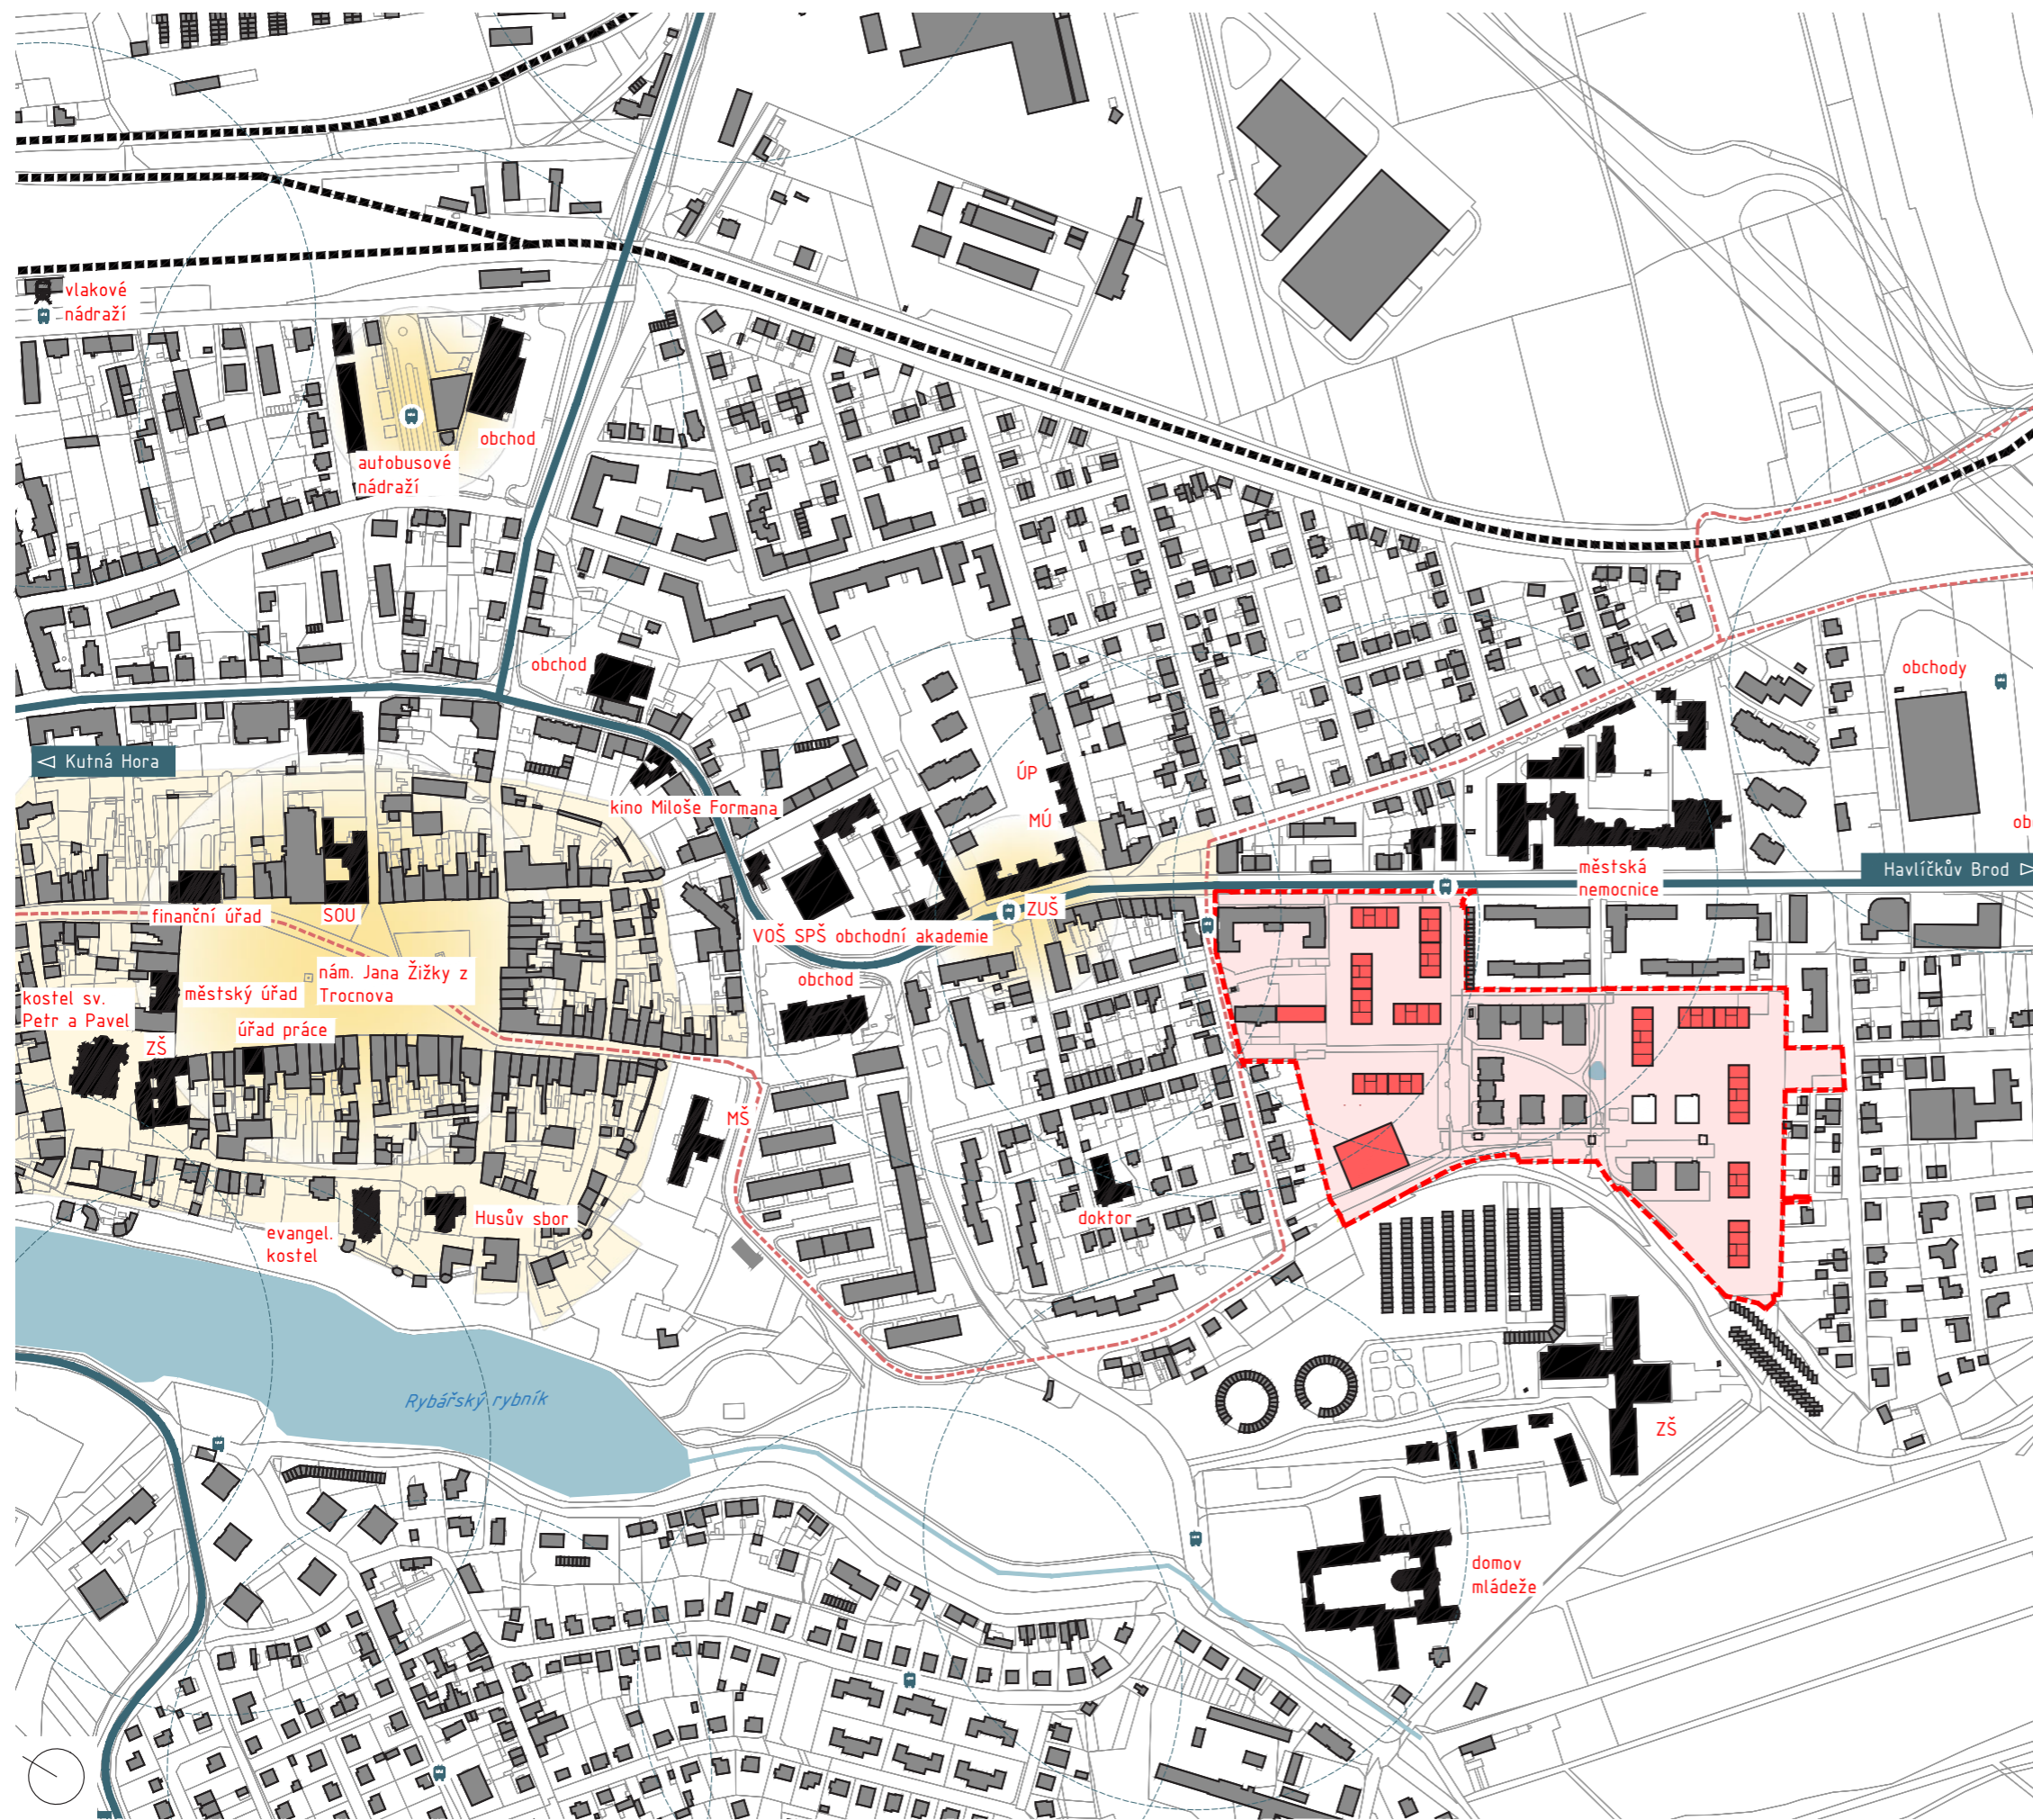 vlakové
nádraží
obchod
autobusové
nádraží
obchod
obchody
◁ Kutná Hora
ÚP
kino Miloše Formana
MÚ
ob
Havlíčkův Brod ▷
městská
nemocnice
finanční úřad
SOU
ZUŠ
VOŠ SPŠ obchodní akademie
nám. Jana Žižky z
Trocnova
obchod
městský úřad
kostel sv.
Petr a Pavel
úřad práce
ZŠ
MŠ
Husův sbor
doktor
evangel.
kostel
Rybářský rybník
ZŠ
domov
mládeže